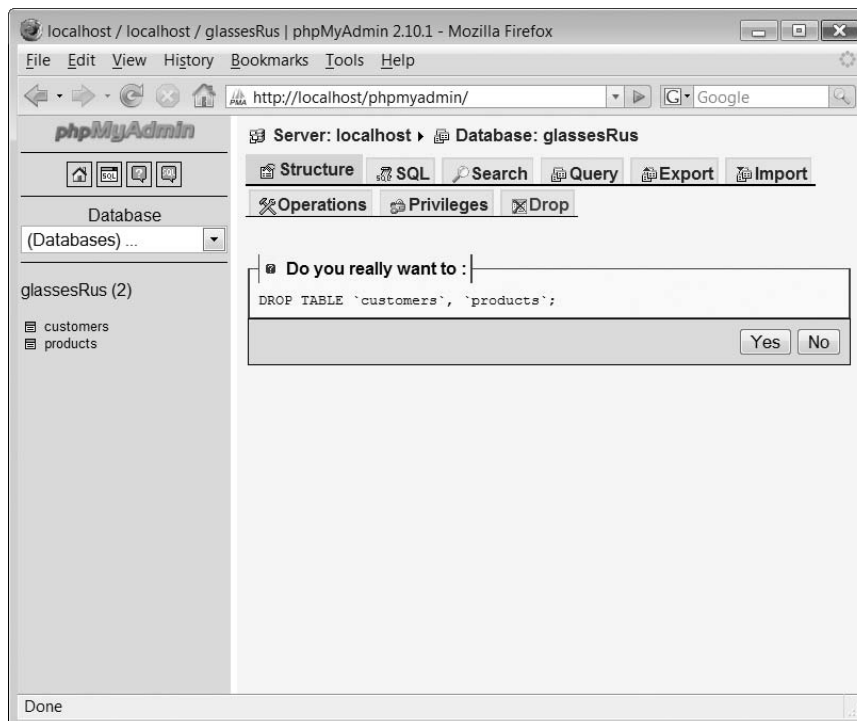 localhost / localhost / glassesRus | phpMyAdmin 2.10.1 - Mozilla Firefox
File Edit View History Bookmarks Tools Help
PMA http://localhost/phpmyadmin/ G Google
phpMyAdmin
Server: localhost Database: glassesRus
Structure SQL Search Query Export Import
SQL
Operations Privileges Drop
Database
(Databases) ...
Do you really want to :
glassesRus (2)
DROP TABLE `customers`, `products`;
customers
products
Yes No
Done